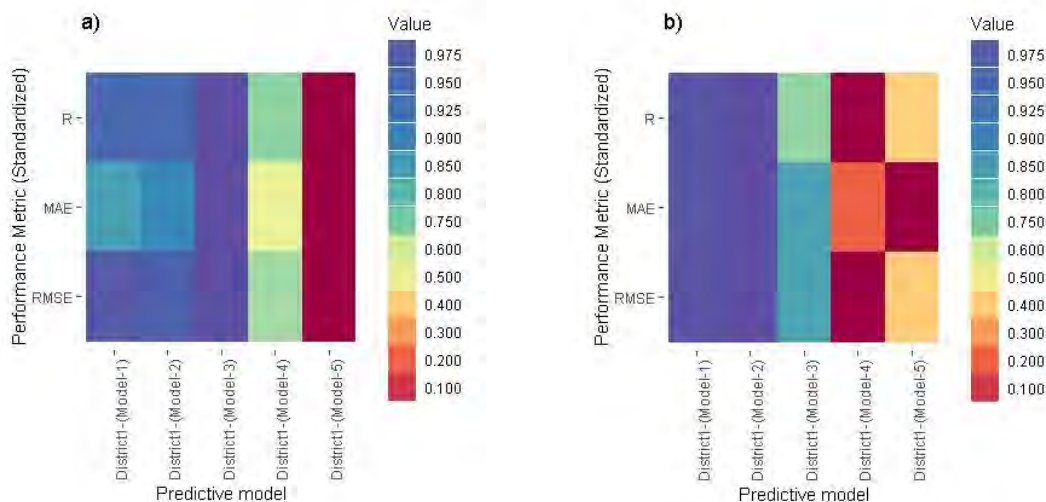 a)
Value
0.975
0.950
0.925
0.900
0.850
0.800
0.750
0.600
0.500
0.400
0.300
0.200
0.100
Performance Metric (Standardized)
R
MAE
RMSE
District1-(Model-1)
District1-(Model-2)
District1-(Model-3)
District1-(Model-4)
District1-(Model-5)
Predictive model
b)
Value
0.975
0.950
0.925
0.900
0.850
0.800
0.750
0.600
0.500
0.400
0.300
0.200
0.100
Performance Metric (Standardized)
R
MAE
RMSE
District1-(Model-1)
District1-(Model-2)
District1-(Model-3)
District1-(Model-4)
District1-(Model-5)
Predictive model